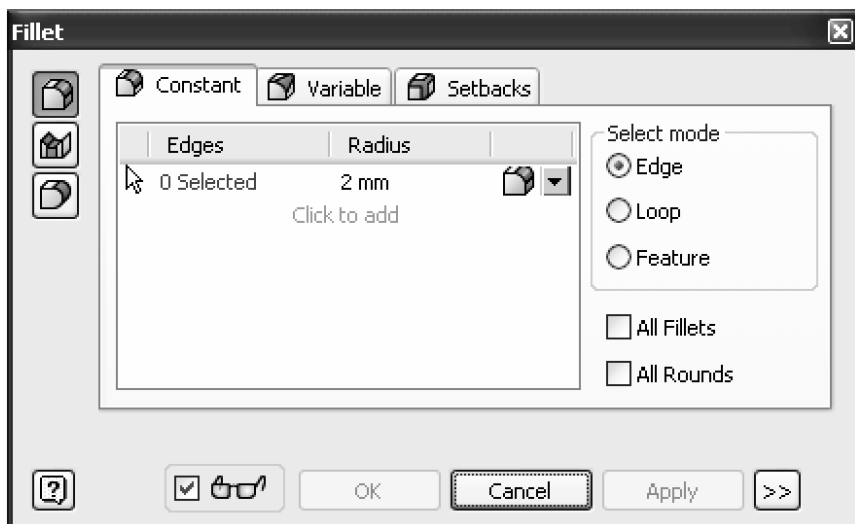 Fillet
Constant Variable Setbacks
Edges Radius
0 Selected 2 mm
Click to add
Select mode
Edge
Loop
Feature
All Fillets
All Rounds
OK Cancel Apply >>